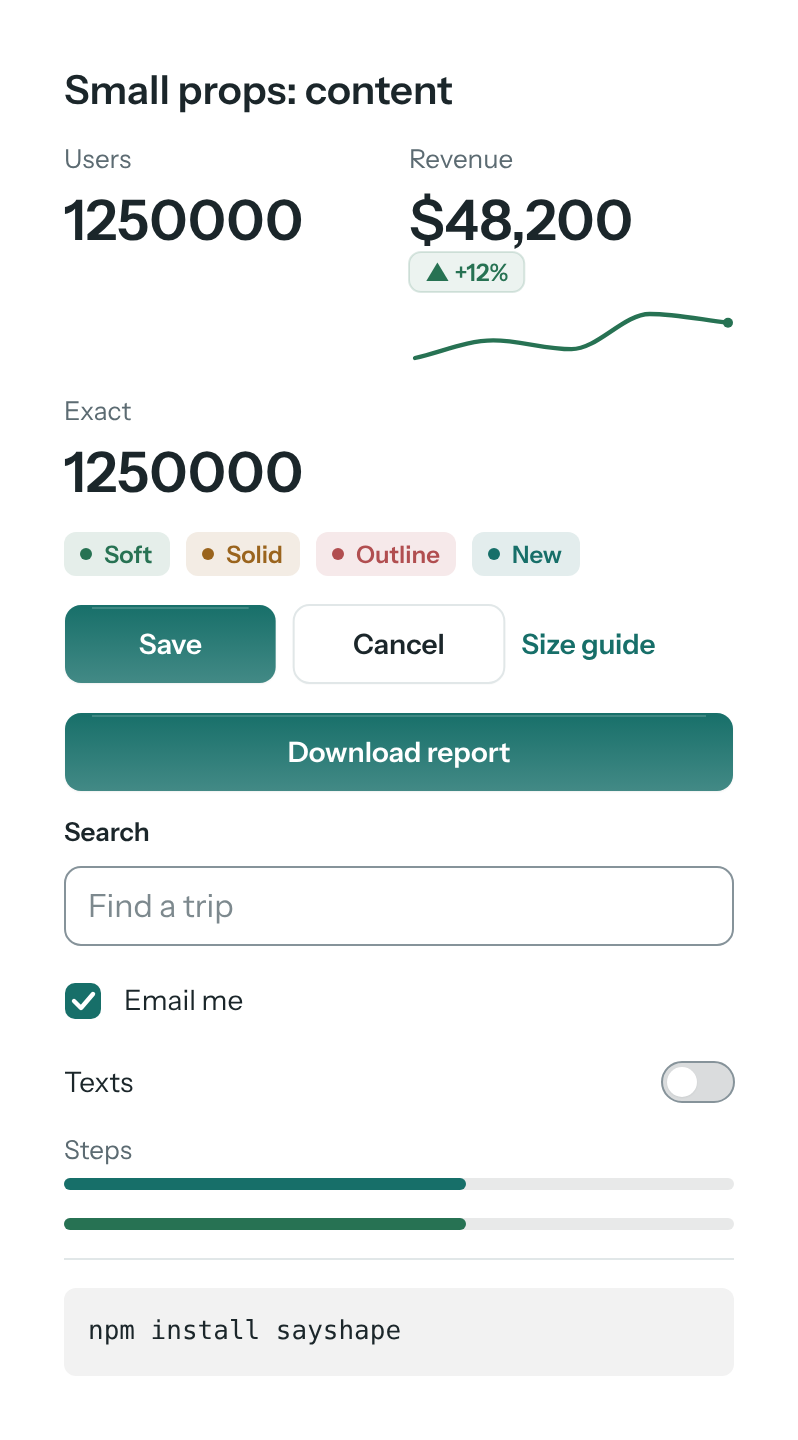 Small props: content
Users
1250000
Revenue
$48,200
▲ +12%
Exact
1250000
Soft
Solid
Outline
New
Save
Cancel
Size guide
Download report
Search
Find a trip
Email me
Texts
Steps
npm install sayshape